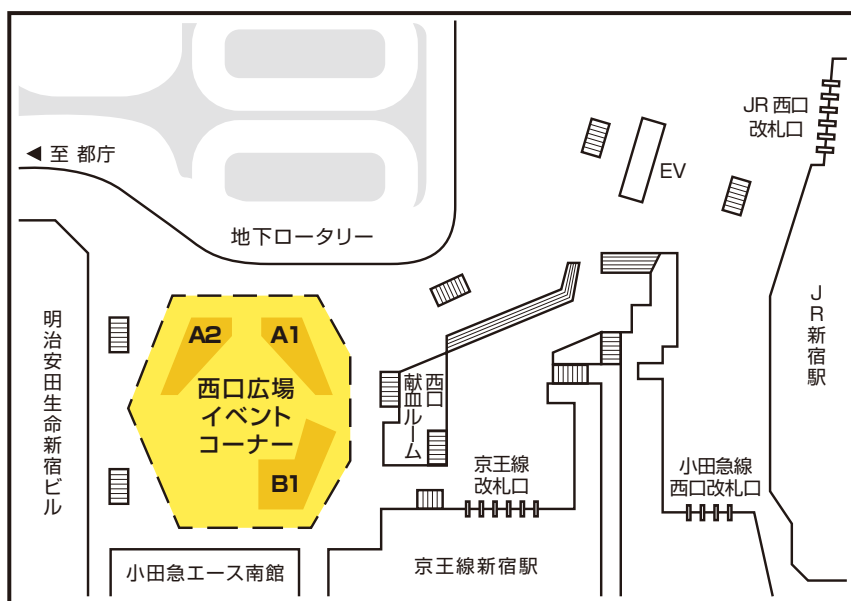 JR 西口
改札口
◀ 至 都庁
EV
地下ロータリー
JR新宿駅
明治安田生命新宿ビル
A2
A1
西口広場
イベント
コーナー
B1
西口
献血ルーム
京王線
改札口
小田急線
西口改札口
小田急エース南館
京王線新宿駅